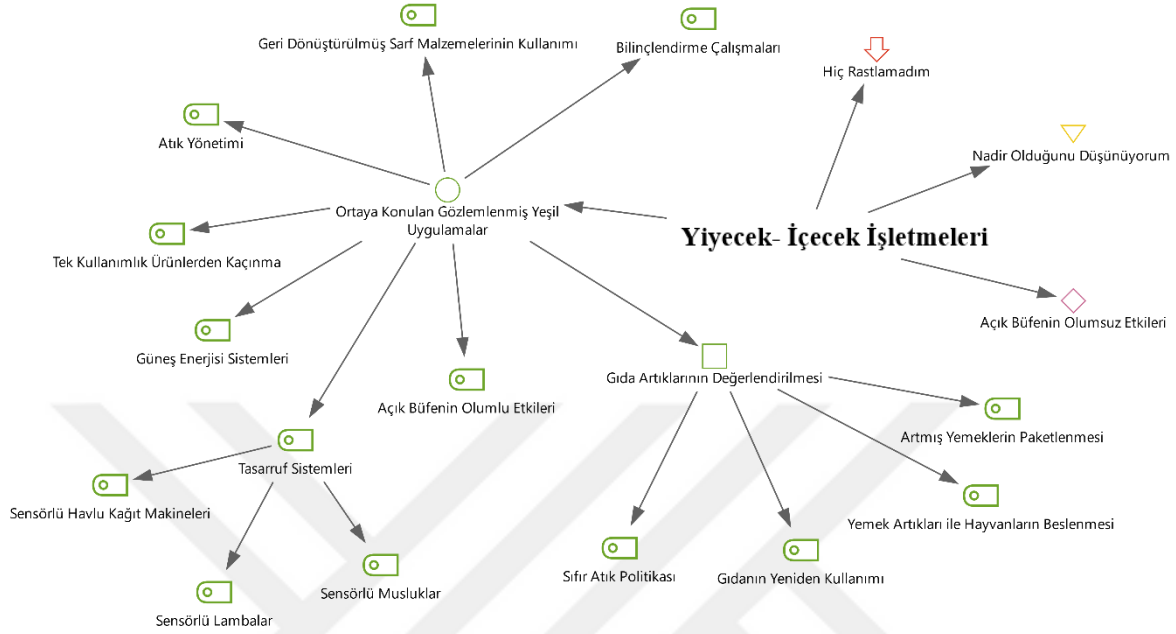 Geri Dönüştürülmüş Sarf Malzemelerinin Kullanımı
Bilinçlendirme Çalışmaları
Hiç Rastlamadım
Atık Yönetimi
Nadir Olduğunu Düşünüyorum
Ortaya Konulan Gözlemlenmiş Yeşil
Uygulamalar
Yiyecek- İçecek İşletmeleri
Tek Kullanımlık Ürünlerden Kaçınma
Açık Büfenin Olumsuz Etkileri
Güneş Enerjisi Sistemleri
Gıda Artıklarının Değerlendirilmesi
Açık Büfenin Olumlu Etkileri
Artmış Yemeklerin Paketlenmesi
Tasarruf Sistemleri
Sensörlü Havlu Kağıt Makineleri
Yemek Artıkları ile Hayvanların Beslenmesi
Sıfır Atık Politikası
Gıdanın Yeniden Kullanımı
Sensörlü Musluklar
Sensörlü Lambalar